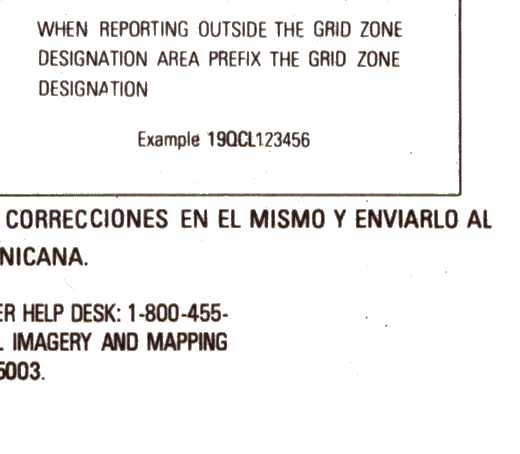 WHEN REPORTING OUTSIDE THE GRID ZONE
DESIGNATION AREA PREFIX THE GRID ZONE
DESIGNATION
Example 19QCL123456
CORRECCIONES EN EL MISMO Y ENVIARLO AL
NICANA.
ER HELP DESK: 1-800-455-
L IMAGERY AND MAPPING
5003.